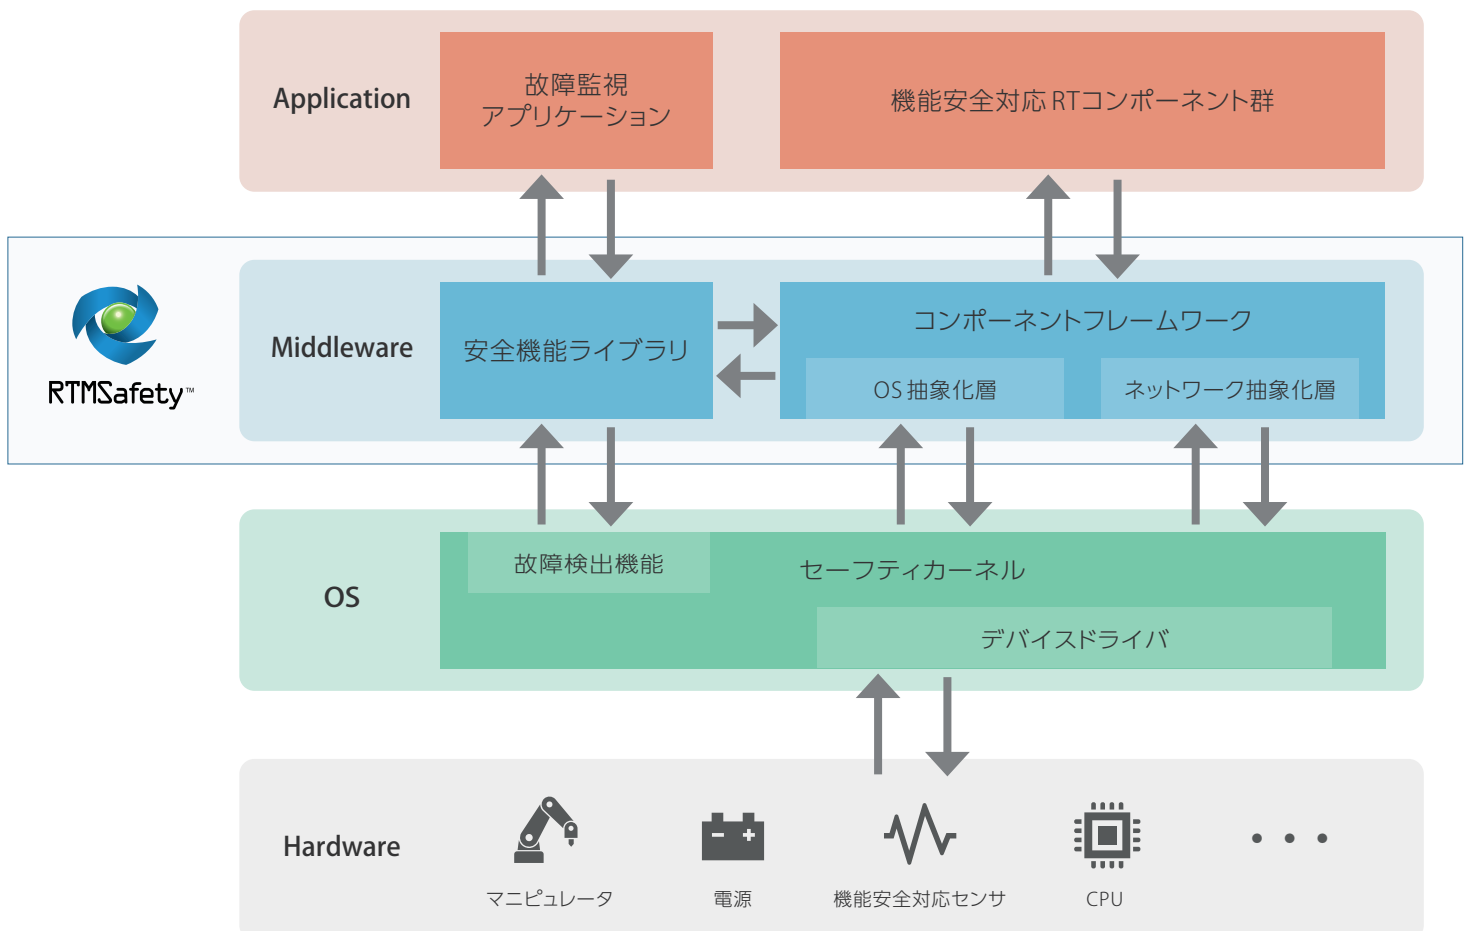 Application
故障監視
アプリケーション
機能安全対応 RTコンポーネント群
RTMSafety™
Middleware
安全機能ライブラリ
コンポーネントフレームワーク
OS 抽象化層
ネットワーク抽象化層
OS
故障検出機能
セーフティカーネル
デバイスドライバ
Hardware
マニピュレータ
電源
機能安全対応センサ
CPU
・・・